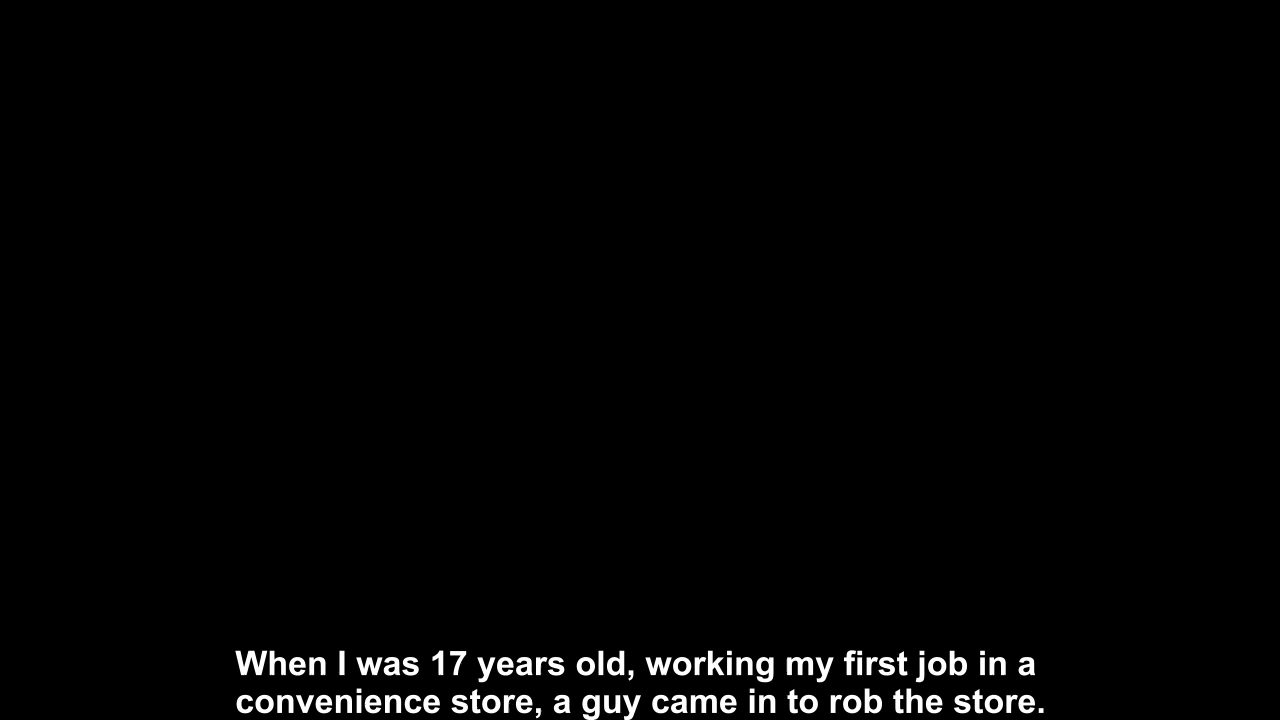 When I was 17 years old, working my first job in a
convenience store, a guy came in to rob the store.